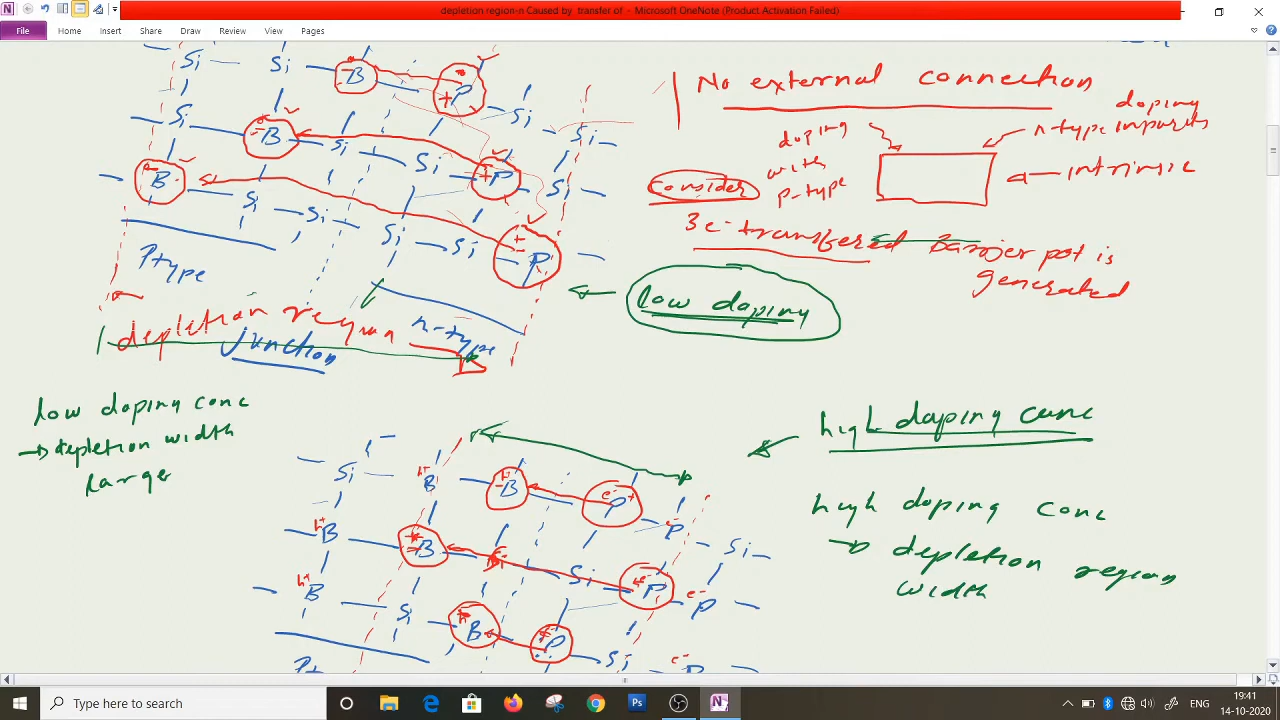 depletion region-n Caused by transfer of - Microsoft OneNote (Product Activation Failed)
File Home Insert Share Draw Review View Pages
Si Si B P
Si B Si Si P Si Si
B Si Si Si Si P Si
P type
depletion region n-type
Junction
No external connection
doping
n-type
doping
with
p-type
intrinsic
Consider
3 e- transferred Barrier pot is
generated
low doping
low doping conc
→ depletion width
larger
high doping conc
high doping conc
→ depletion region
width
Si B B P P Si
B B Si Si P P
B Si B P Si P
Type here to search
ENG
19:41
14-10-2020